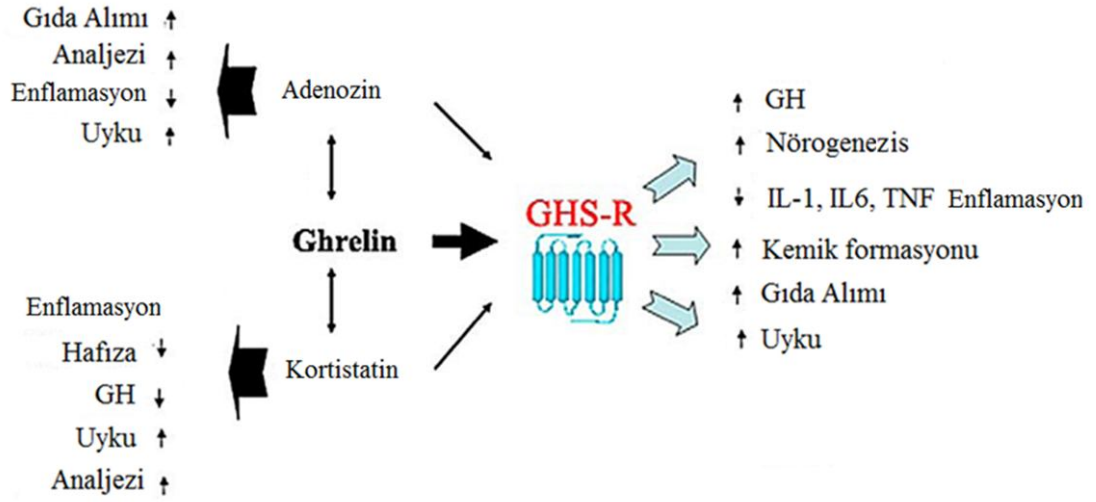 Gıda Alımı ↑
Analjezi ↑
Enflamasyon ↓
Uyku ↑
Adenozin
Ghrelin
Kortistatin
Enflamasyon
Hafıza ↓
GH ↓
Uyku ↑
Analjezi ↑
GHS-R
↑ GH
↑ Nörogenezis
↓ IL-1, IL6, TNF Enflamasyon
↑ Kemik formasyonu
↑ Gıda Alımı
↑ Uyku